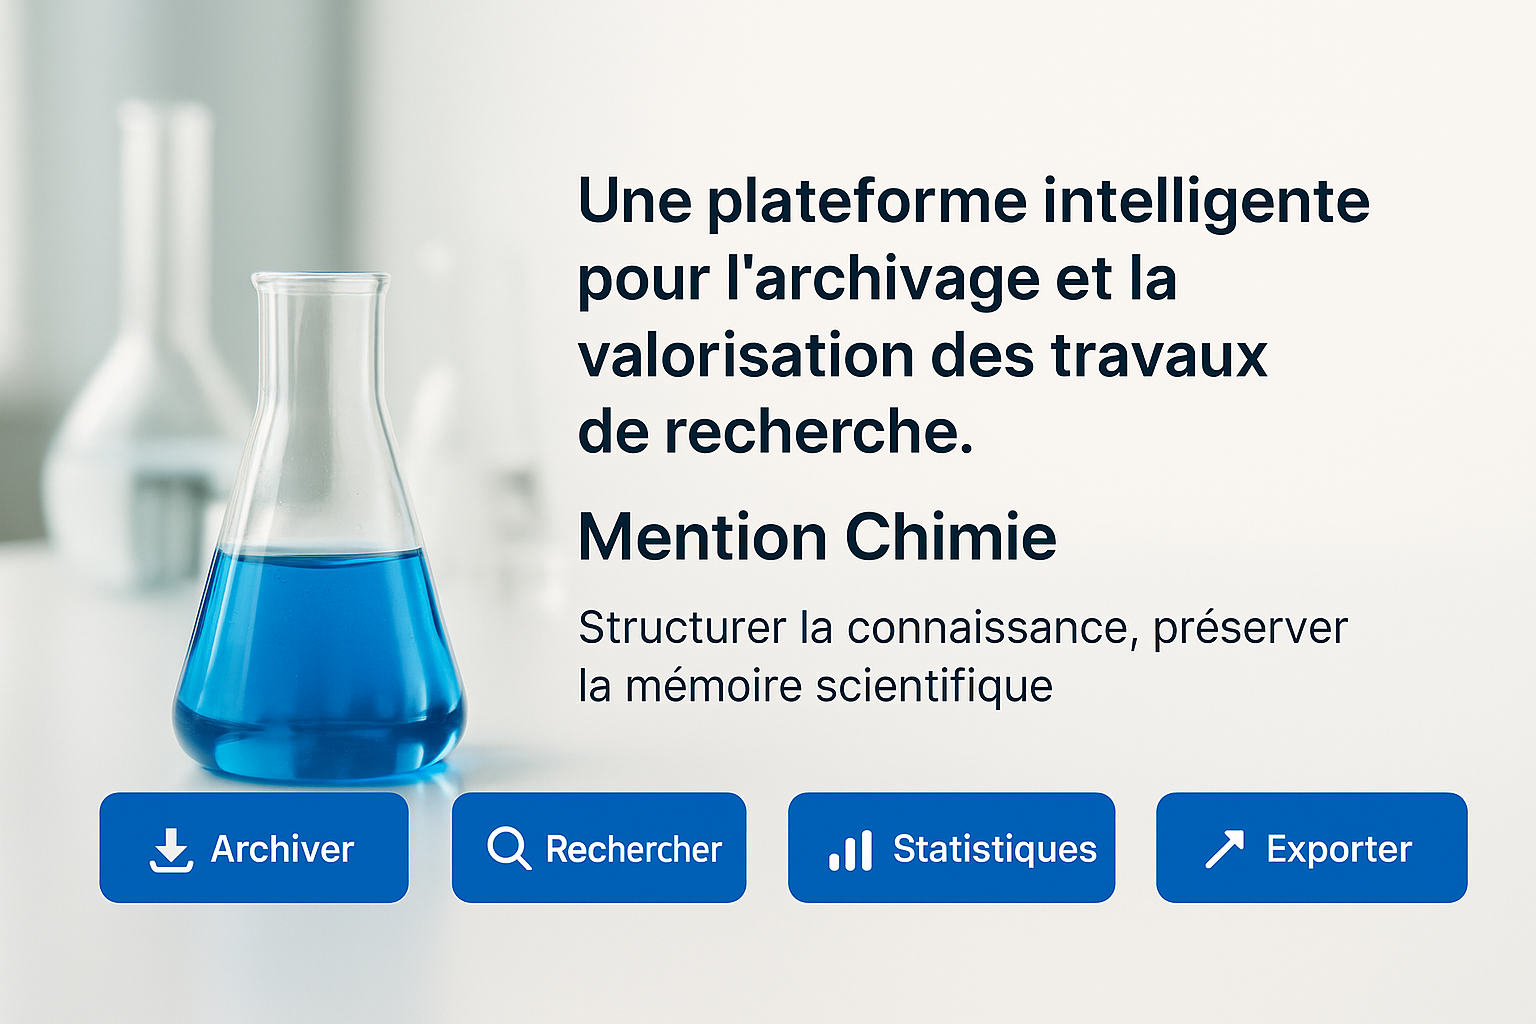 Une plateforme intelligente
pour l'archivage et la
valorisation des travaux
de recherche.
Mention Chimie
Structurer la connaissance, préserver
la mémoire scientifique
Archiver
Rechercher
Statistiques
Exporter